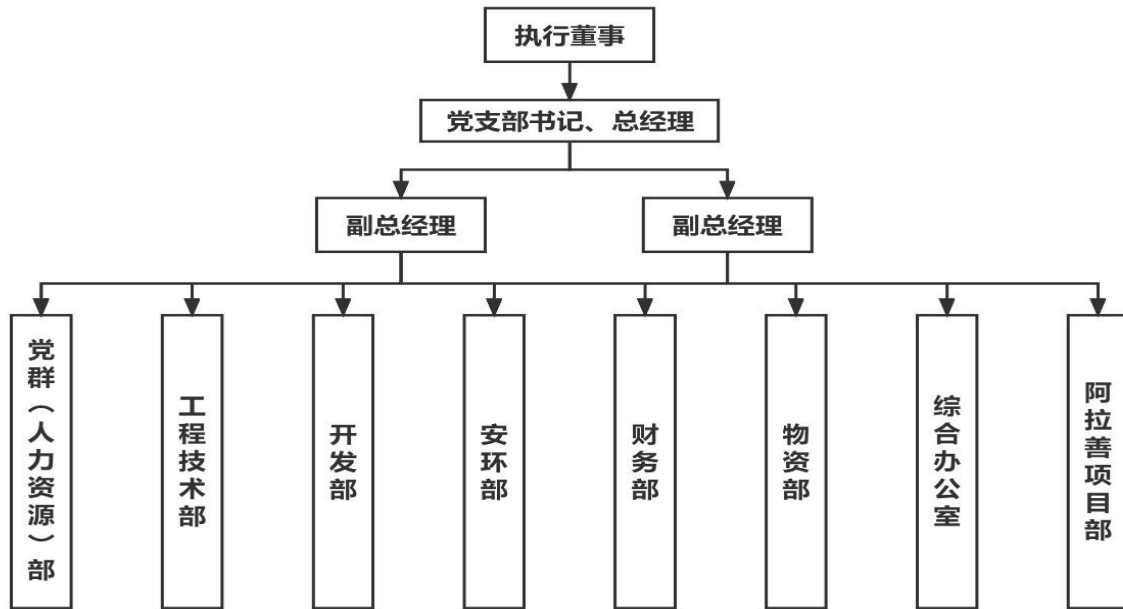 执行董事
党支部书记、总经理
副总经理
副总经理
党群（人力资源）部
工程技术部
开发部
安环部
财务部
物资部
综合办公室
阿拉善项目部